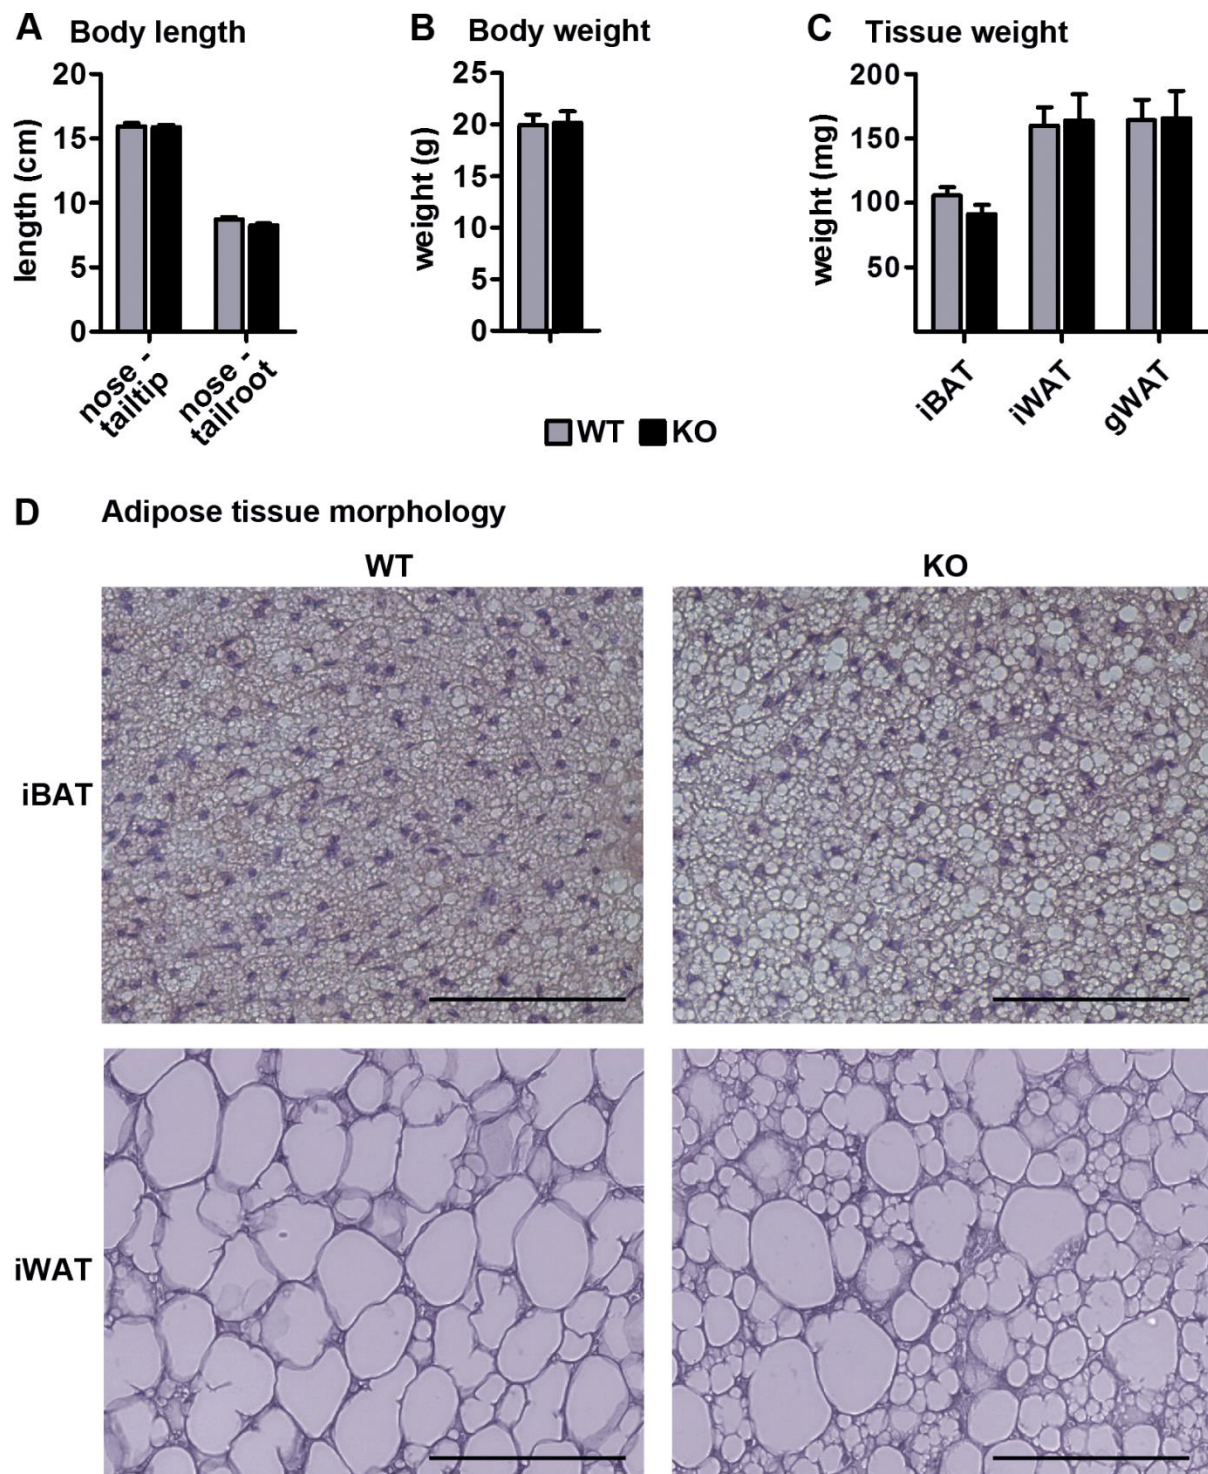 A Body length
length (cm)
20
15
10
5
0
nose -
tailtip
nose -
tailroot
B Body weight
weight (g)
25
20
15
10
5
0
C Tissue weight
weight (mg)
200
150
100
50
iBAT
iWAT
gWAT
WT KO
D Adipose tissue morphology
WT KO
iBAT
iWAT